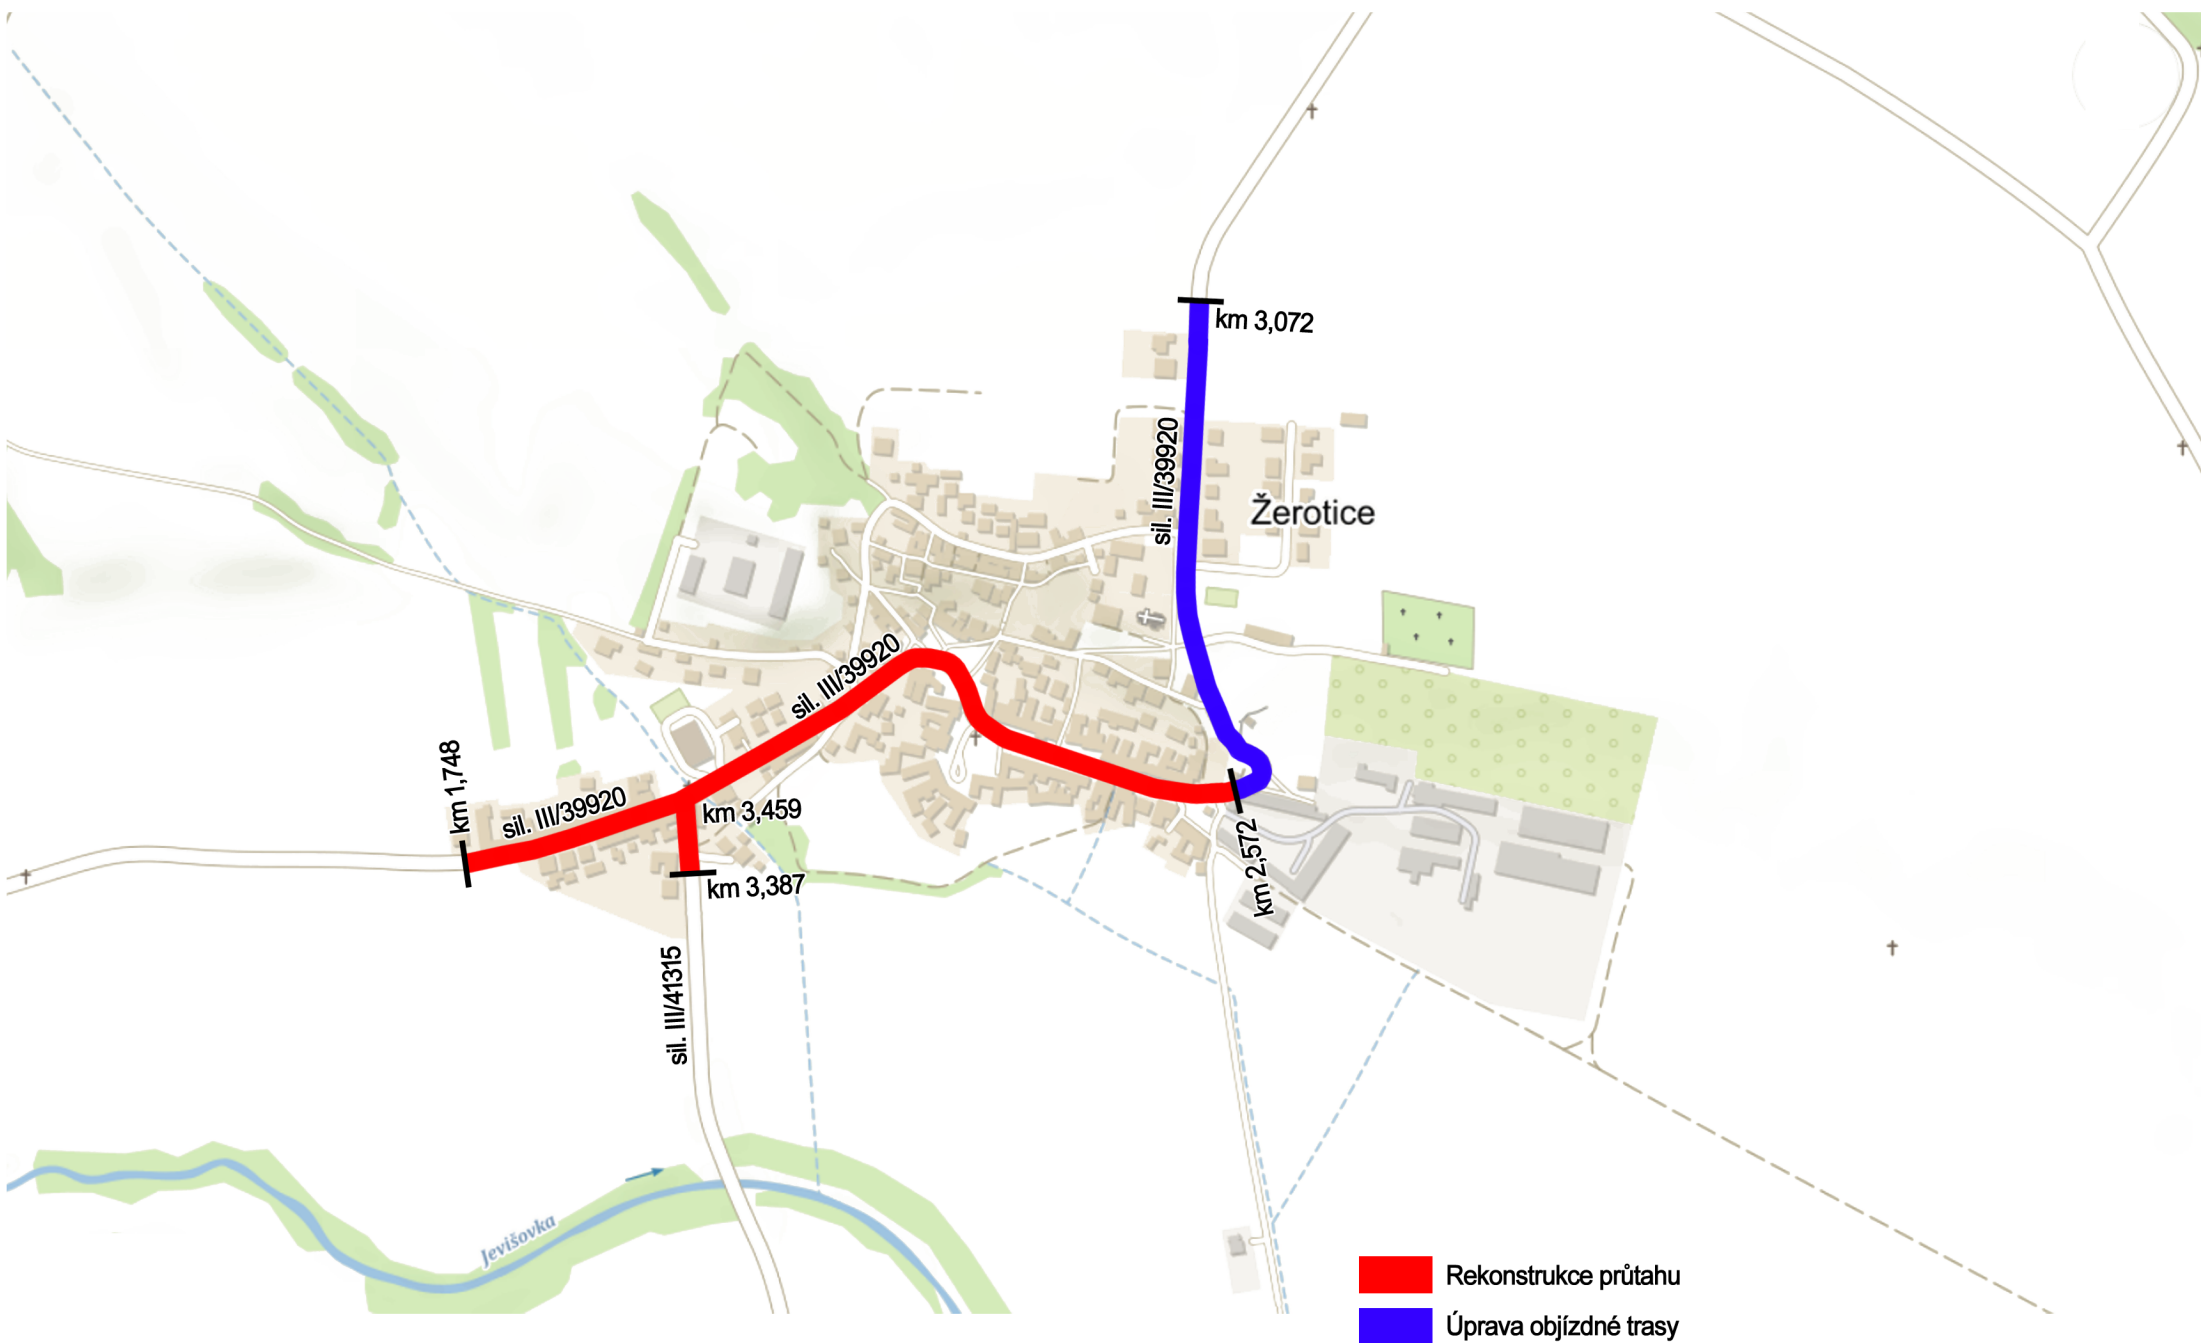 km 3,072
sil. III/39920
Žerotice
sil. III/39920
km 1,748
sil. III/39920
km 3,459
km 2,572
km 3,387
sil. III/41315
Jevišovka
Rekonstrukce průtahu
Úprava objízdné trasy